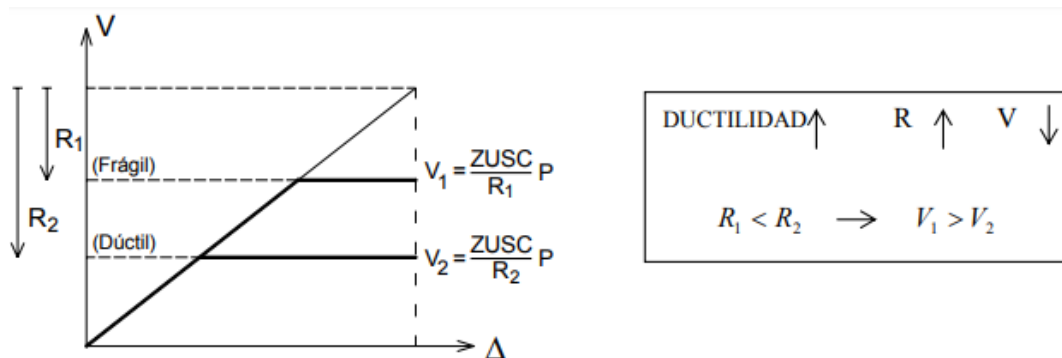 V
R₁
R₂
(Frágil)
(Dúctil)
V₁ = ZUSC/R₁ P
V₂ = ZUSC/R₂ P
Δ
DUCTILIDAD ↑ R ↑ V ↓
R₁ < R₂ → V₁ > V₂